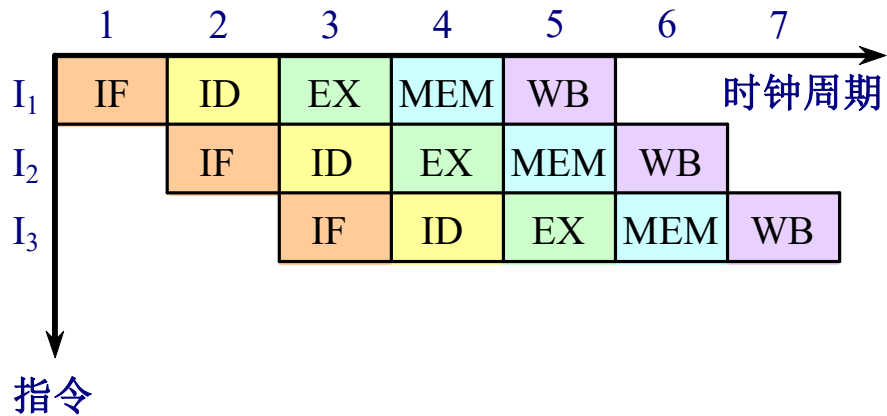 1 2 3 4 5 6 7
I₁ IF ID EX MEM WB 时钟周期
I₂ IF ID EX MEM WB
I₃ IF ID EX MEM WB
指令